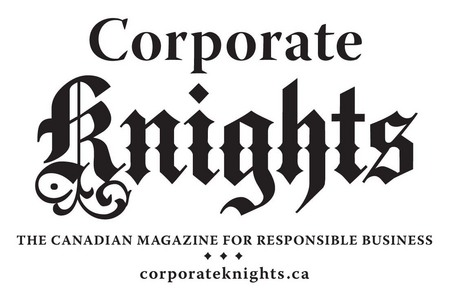 Corporate
Knights
THE CANADIAN MAGAZINE FOR RESPONSIBLE BUSINESS
corporateknights.ca